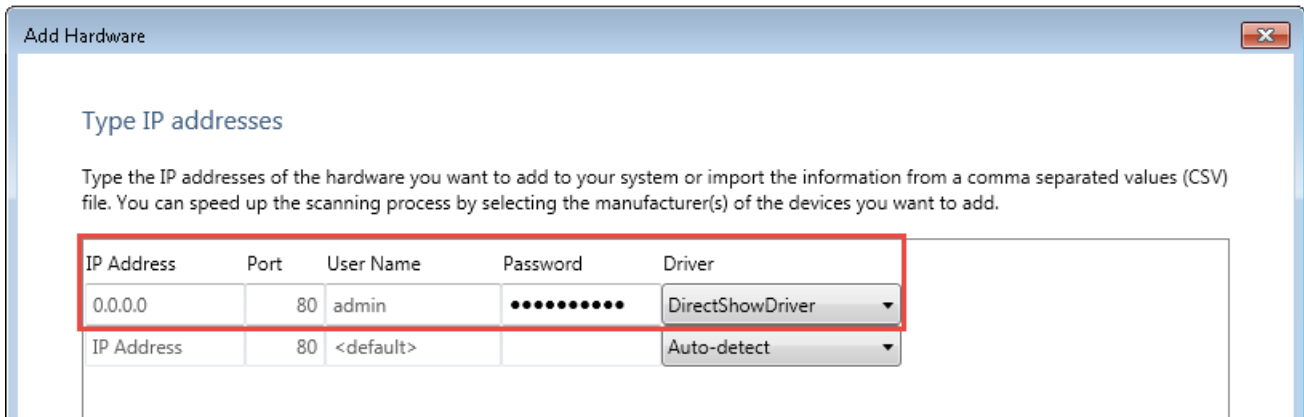 Add Hardware
Type IP addresses
Type the IP addresses of the hardware you want to add to your system or import the information from a comma separated values (CSV)
file. You can speed up the scanning process by selecting the manufacturer(s) of the devices you want to add.
IP Address Port User Name Password Driver
0.0.0.0 80 admin ●●●●●●●●●● DirectShowDriver
IP Address 80 <default> Auto-detect